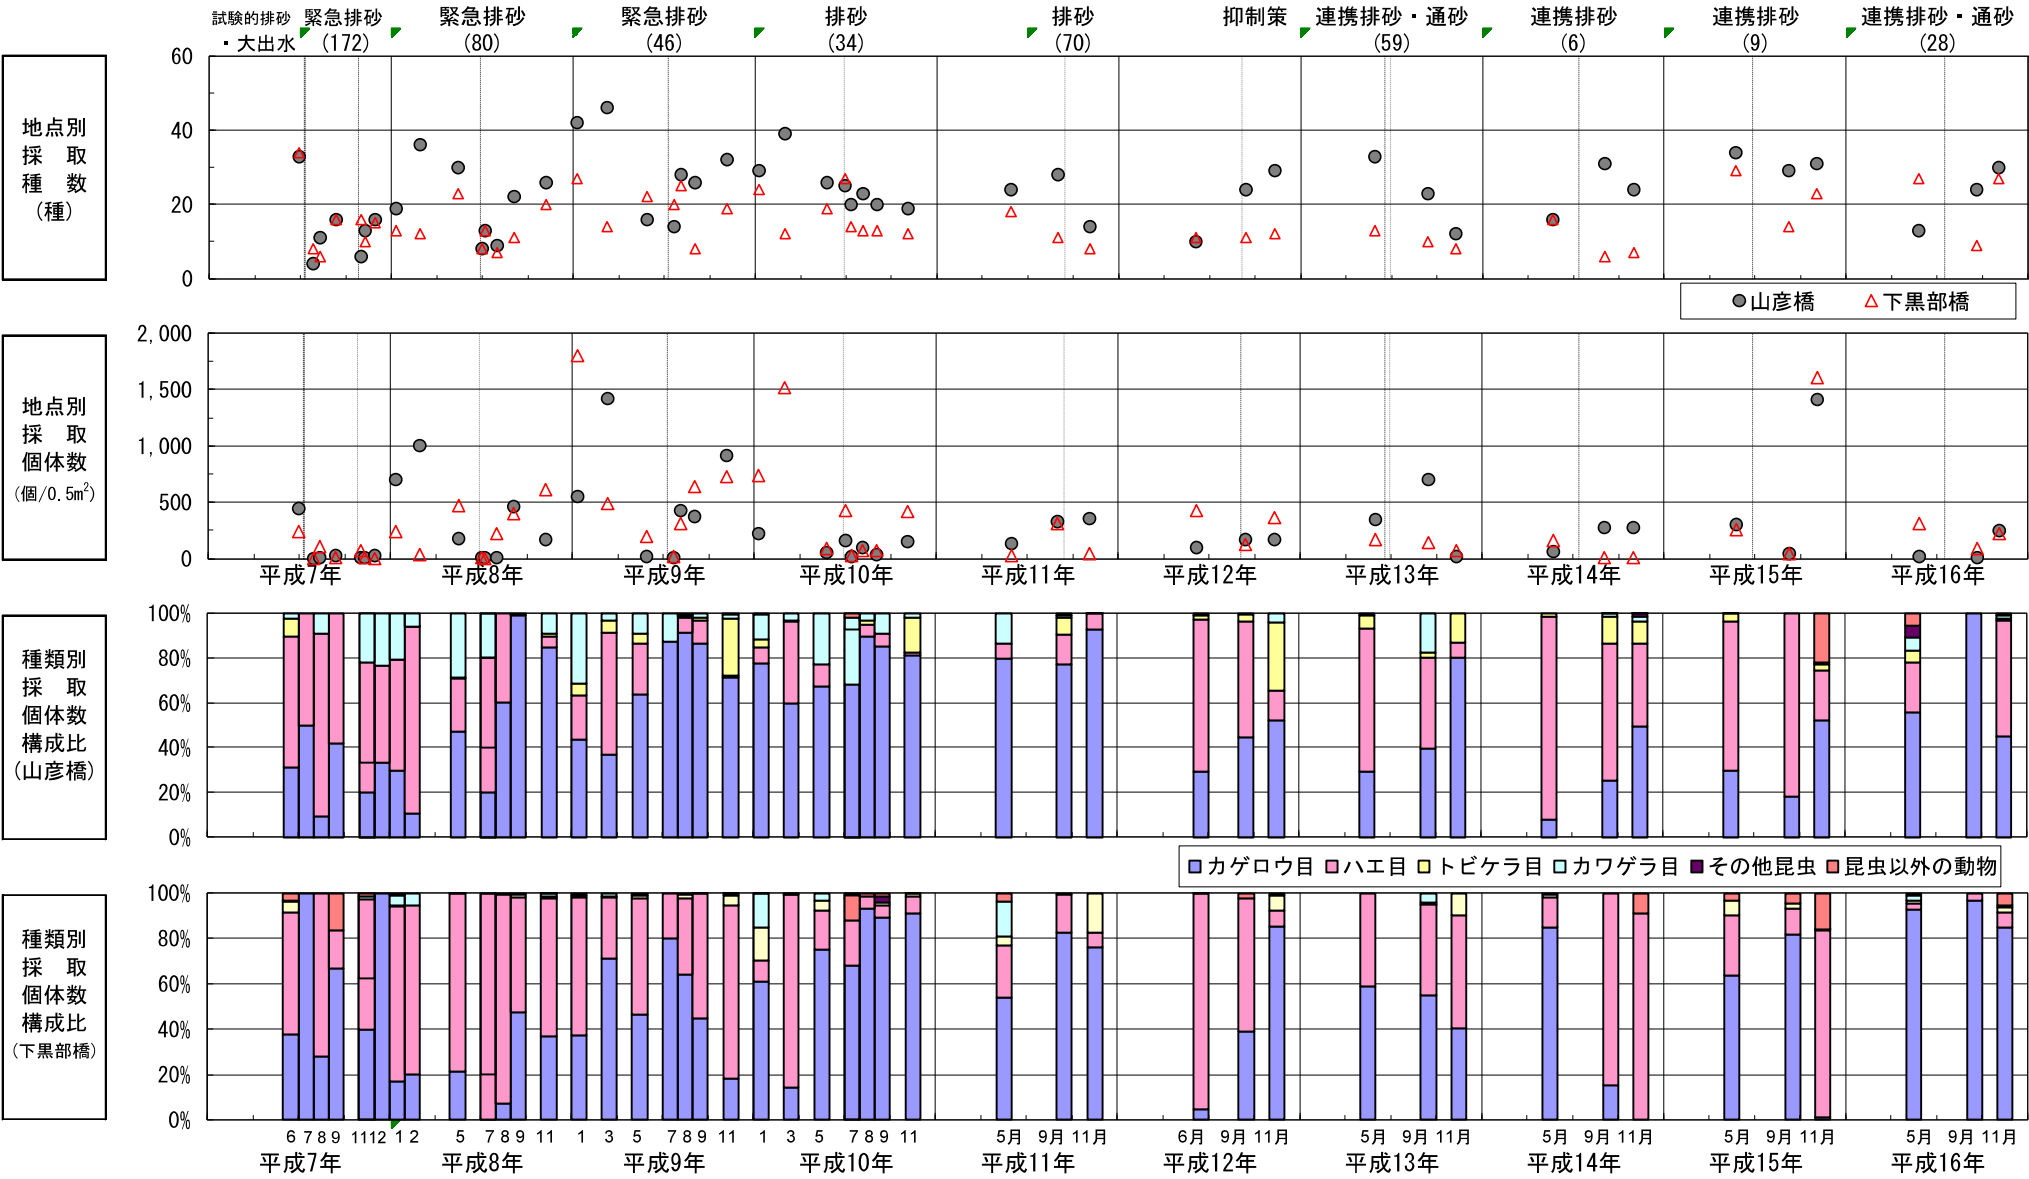 試験的排砂 緊急排砂 緊急排砂 緊急排砂 排砂 排砂 抑制策 連携排砂・通砂 連携排砂 連携排砂 連携排砂・通砂
・大出水 (172) (80) (46) (34) (70) (59) (6) (9) (28)
地点別
採 取
種 数
(種)
60
40
20
0
山彦橋 下黒部橋
地点別
採 取
個体数
(個/0.5m²)
2,000
1,500
1,000
500
0
平成7年 平成8年 平成9年 平成10年 平成11年 平成12年 平成13年 平成14年 平成15年 平成16年
種類別
採 取
個体数
構成比
(山彦橋)
100%
80%
60%
40%
20%
0%
カゲロウ目 ハエ目 トビケラ目 カワゲラ目 その他昆虫 昆虫以外の動物
種類別
採 取
個体数
構成比
(下黒部橋)
100%
80%
60%
40%
20%
0%
6 7 8 9 11 12 1 2 5 7 8 9 11 1 3 5 7 8 9 11 1 3 5 7 8 9 11 5月 9月 11月 6月 9月 11月 5月 9月 11月 5月 9月 11月 5月 9月 11月 5月 9月 11月
平成7年 平成8年 平成9年 平成10年 平成11年 平成12年 平成13年 平成14年 平成15年 平成16年